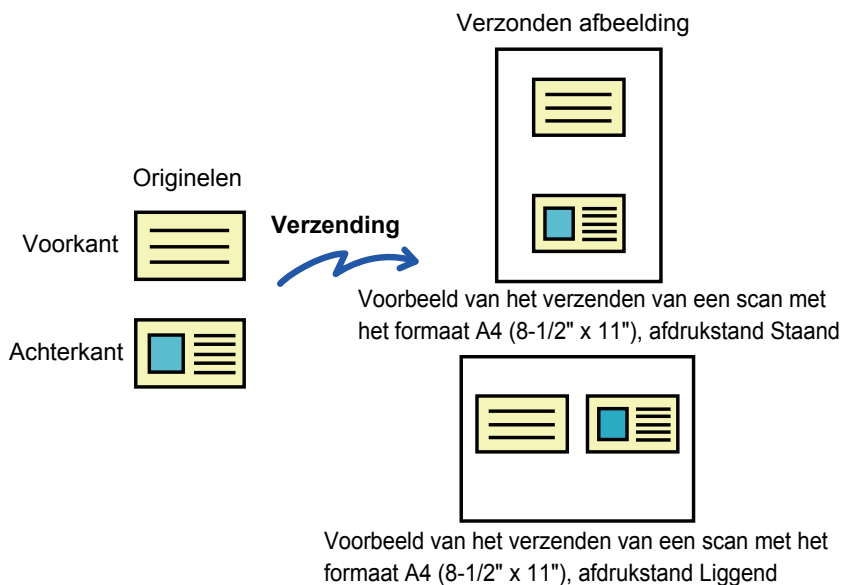 Verzonden afbeelding
Originelen
Voorkant
Verzending
Achterkant
Voorbeeld van het verzenden van een scan met
het formaat A4 (8-1/2" x 11"), afdrukstand Staand
Voorbeeld van het verzenden van een scan met het
formaat A4 (8-1/2" x 11"), afdrukstand Liggend